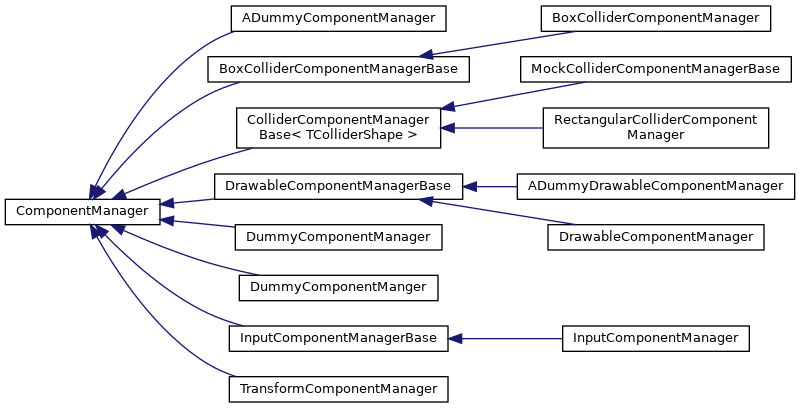 ADummyComponentManager
BoxColliderComponentManager
BoxColliderComponentManagerBase
MockColliderComponentManagerBase
ColliderComponentManager
Base< TColliderShape >
RectangularColliderComponent
Manager
DrawableComponentManagerBase
ADummyDrawableComponentManager
ComponentManager
DummyComponentManager
DrawableComponentManager
DummyComponentManger
InputComponentManagerBase
InputComponentManager
TransformComponentManager